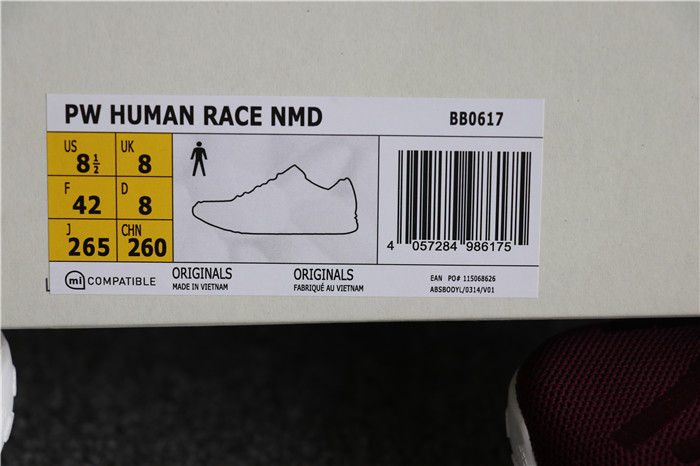 PW HUMAN RACE NMD BB0617
US 8½ UK 8
F 42 D 8
J 265 CHN 260
mi COMPATIBLE
ORIGINALS ORIGINALS
MADE IN VIETNAM FABRIQUÉ AU VIETNAM
4 057284 986175
EAN PO# 115068626
ABSBOOYL/0314/V01